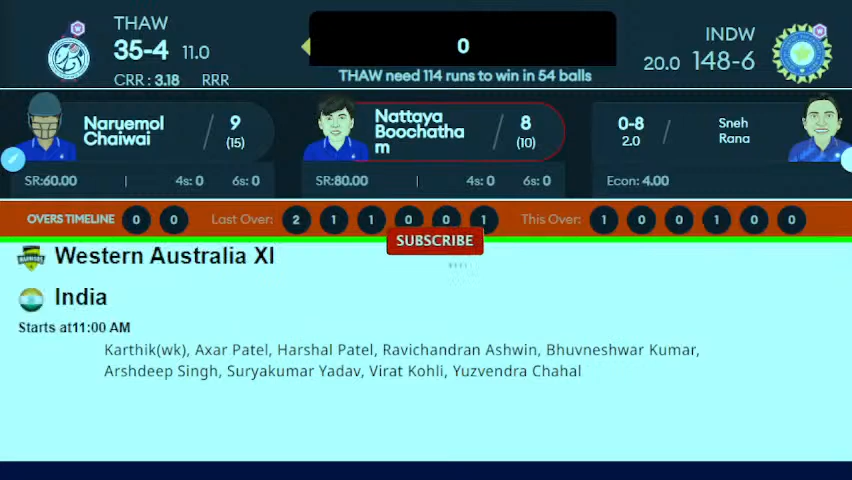 THAW
35-4 11.0
CRR : 3.18 RRR
0
THAW need 114 runs to win in 54 balls
INDW
20.0 148-6
Naruemol
Chaiwai
9
(15)
SR:60.00 | 4s: 0 6s: 0
Nattaya
Boochatha
m
8
(10)
SR:80.00 | 4s: 0 6s: 0
0-8
2.0
Sneh
Rana
Econ: 4.00
OVERS TIMELINE 0 0 Last Over: 2 1 1 0 0 1 This Over: 1 0 0 1 0 0
SUBSCRIBE
Western Australia XI
India
Starts at11:00 AM
Karthik(wk), Axar Patel, Harshal Patel, Ravichandran Ashwin, Bhuvneshwar Kumar,
Arshdeep Singh, Suryakumar Yadav, Virat Kohli, Yuzvendra Chahal